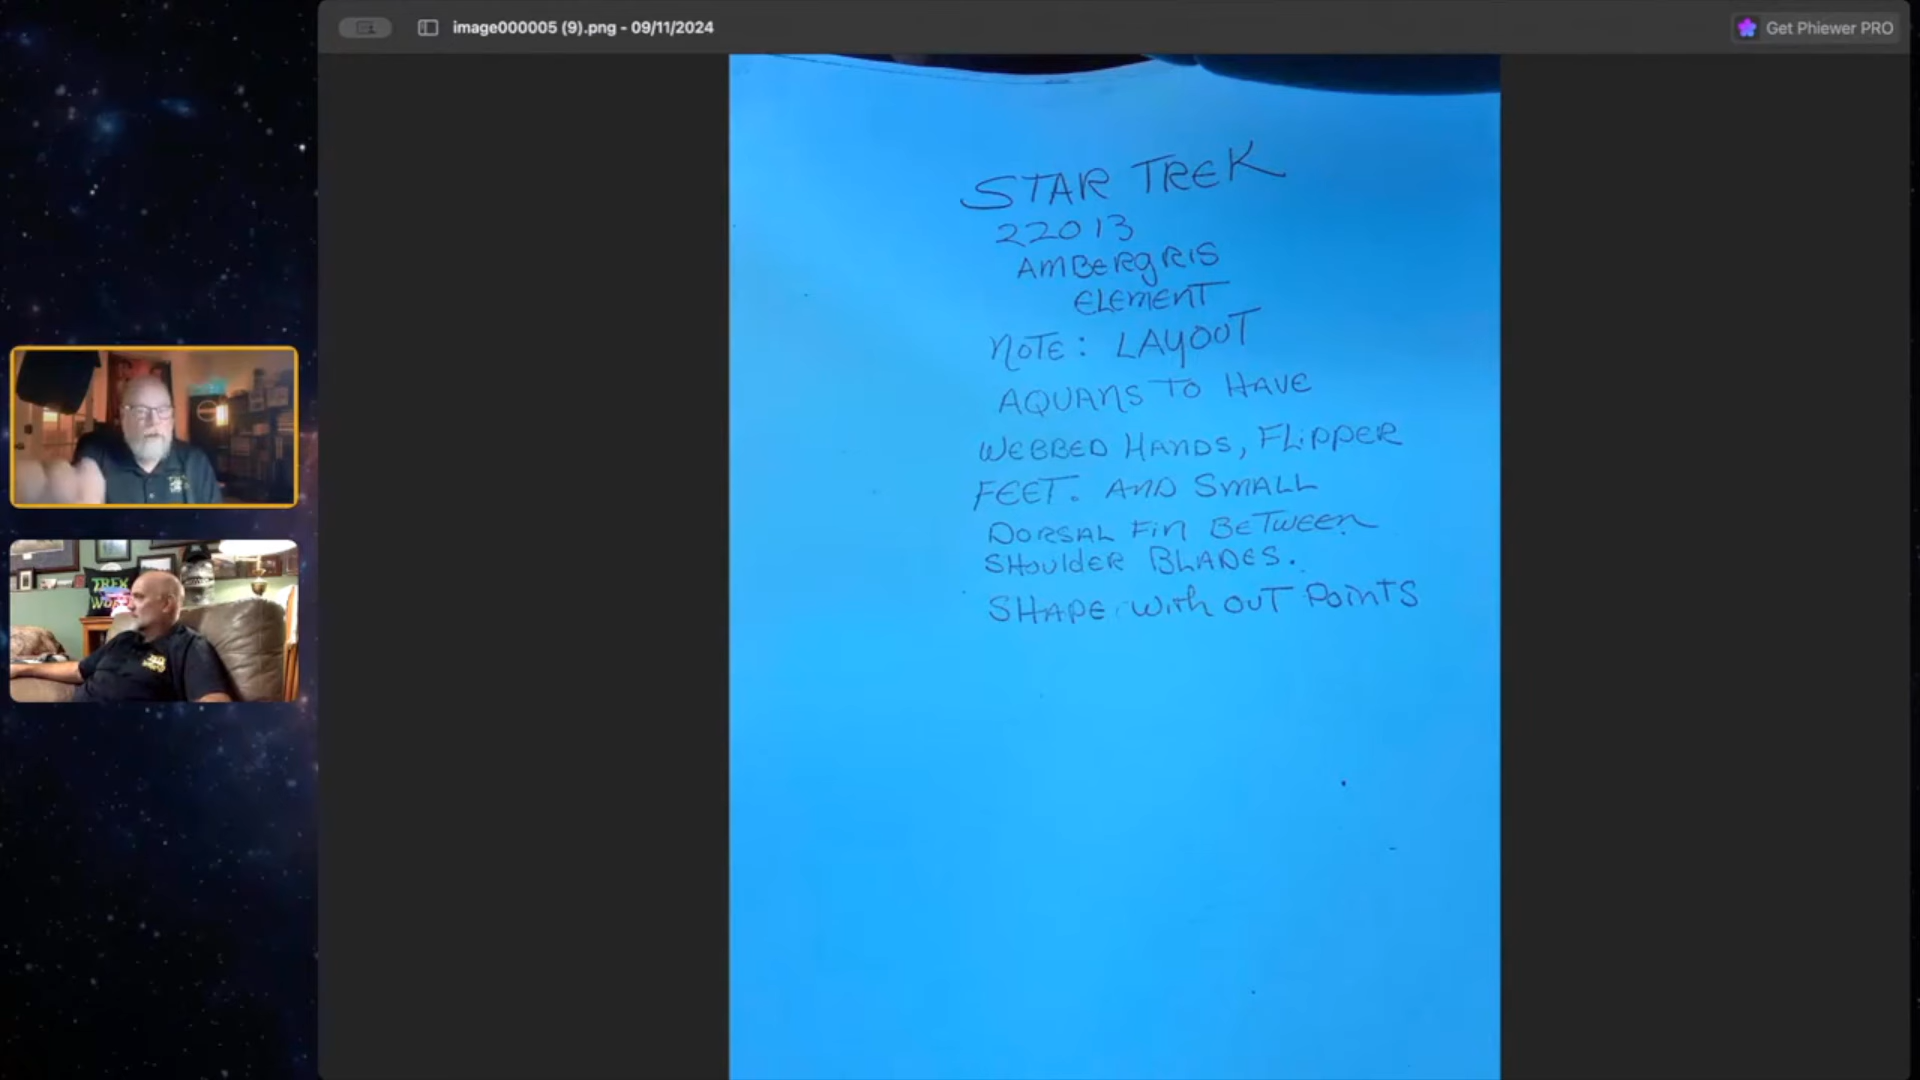 image000005 (9).png - 09/11/2024
Get Phiewer PRO
STAR TREK
22013
AMBERGRIS
ELEMENT
NOTE: LAYOUT
AQUANS TO HAVE
WEBBED HANDS, FLIPPER
FEET. AND SMALL
DORSAL FIN BETWEEN
SHOULDER BLADES.
SHAPE WITH OUT POINTS
TREK